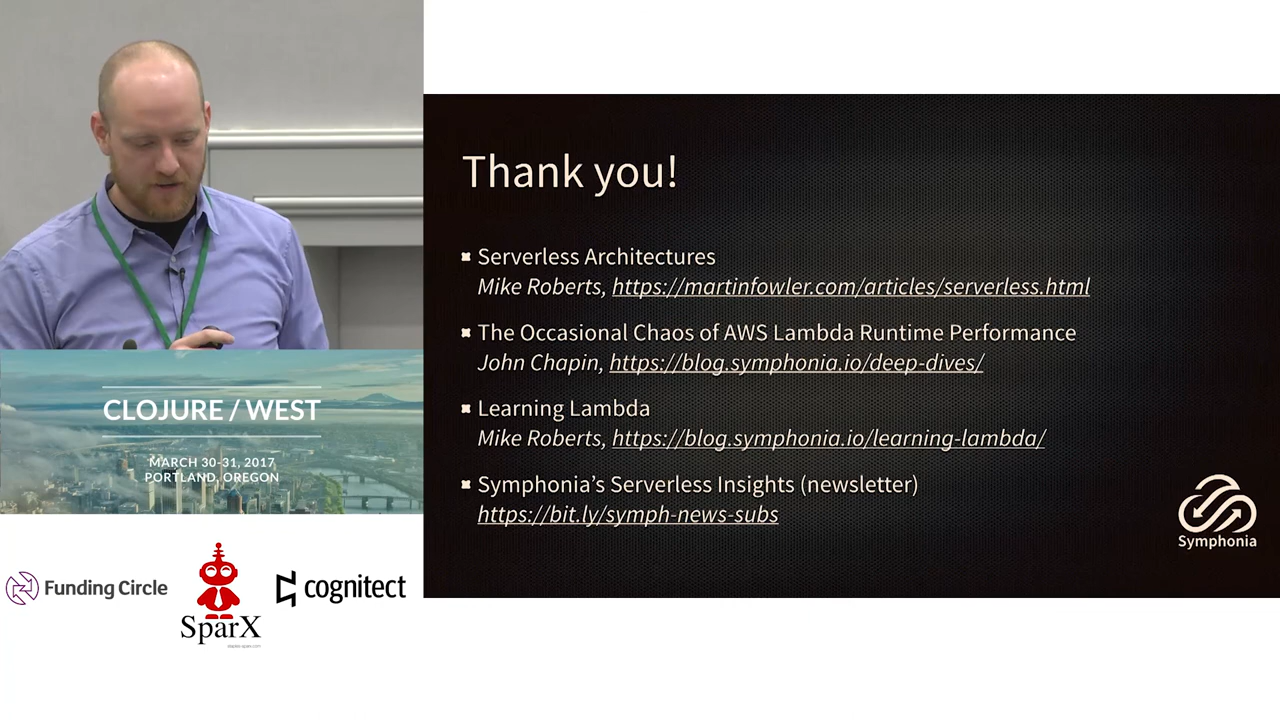 Thank you!
Serverless Architectures
Mike Roberts, https://martinfowler.com/articles/serverless.html
The Occasional Chaos of AWS Lambda Runtime Performance
John Chapin, https://blog.symphonia.io/deep-dives/
Learning Lambda
Mike Roberts, https://blog.symphonia.io/learning-lambda/
Symphonia’s Serverless Insights (newsletter)
https://bit.ly/symph-news-subs
Symphonia
CLOJURE / WEST
MARCH 30-31, 2017
PORTLAND, OREGON
Funding Circle
SparX
cognitect